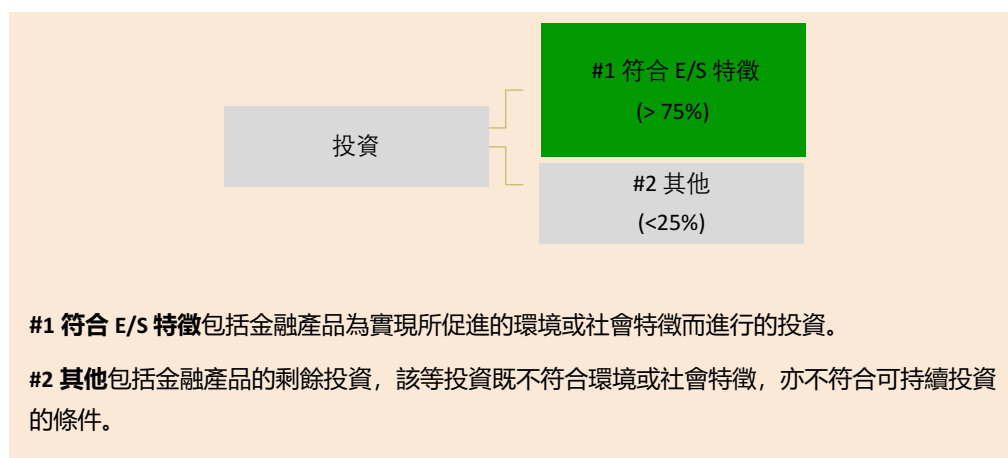 #1 符合 E/S 特徵
(> 75%)
投資
#2 其他
(<25%)
#1 符合 E/S 特徵包括金融產品為實現所促進的環境或社會特徵而進行的投資。
#2 其他包括金融產品的剩餘投資，該等投資既不符合環境或社會特徵，亦不符合可持續投資
的條件。